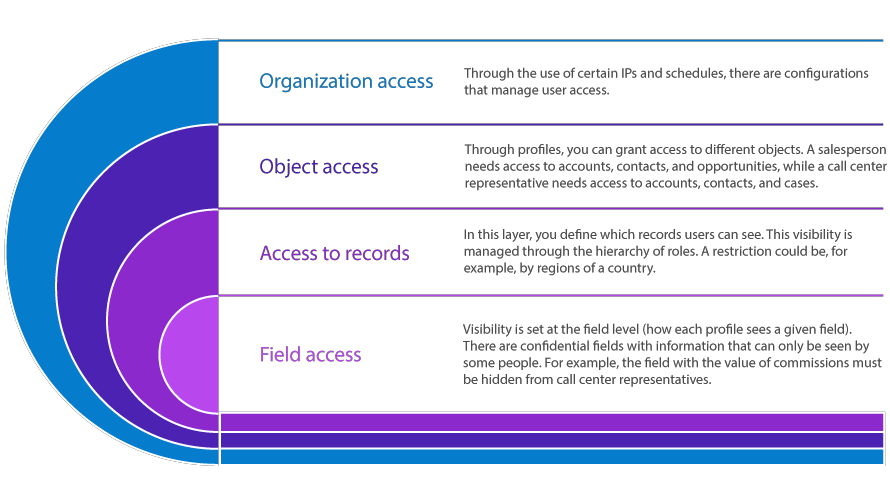 Organization access
Through the use of certain IPs and schedules, there are configurations
that manage user access.
Object access
Through profiles, you can grant access to different objects. A salesperson
needs access to accounts, contacts, and opportunities, while a call center
representative needs access to accounts, contacts, and cases.
Access to records
In this layer, you define which records users can see. This visibility is
managed through the hierarchy of roles. A restriction could be, for
example, by regions of a country.
Field access
Visibility is set at the field level (how each profile sees a given field).
There are confidential fields with information that can only be seen by
some people. For example, the field with the value of commissions must
be hidden from call center representatives.